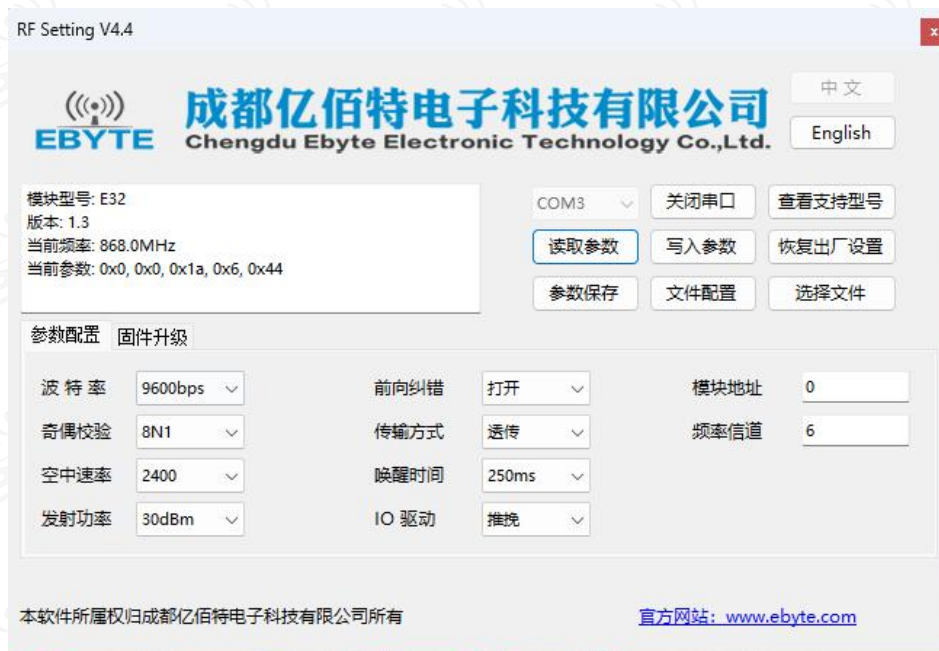 RF Setting V4.4
x
中 文
English
EBYTE
成都亿佰特电子科技有限公司
Chengdu Ebyte Electronic Technology Co.,Ltd.
模块型号: E32
版本: 1.3
当前频率: 868.0MHz
当前参数: 0x0, 0x0, 0x1a, 0x6, 0x44
COM3 关闭串口 查看支持型号
读取参数 写入参数 恢复出厂设置
参数保存 文件配置 选择文件
参数配置 固件升级
波 特 率 9600bps 前向纠错 打开 模块地址 0
奇偶校验 8N1 传输方式 透传 频率信道 6
空中速率 2400 唤醒时间 250ms
发射功率 30dBm IO 驱动 推挽
本软件所属权归成都亿佰特电子科技有限公司所有 官方网站：www.ebyte.com